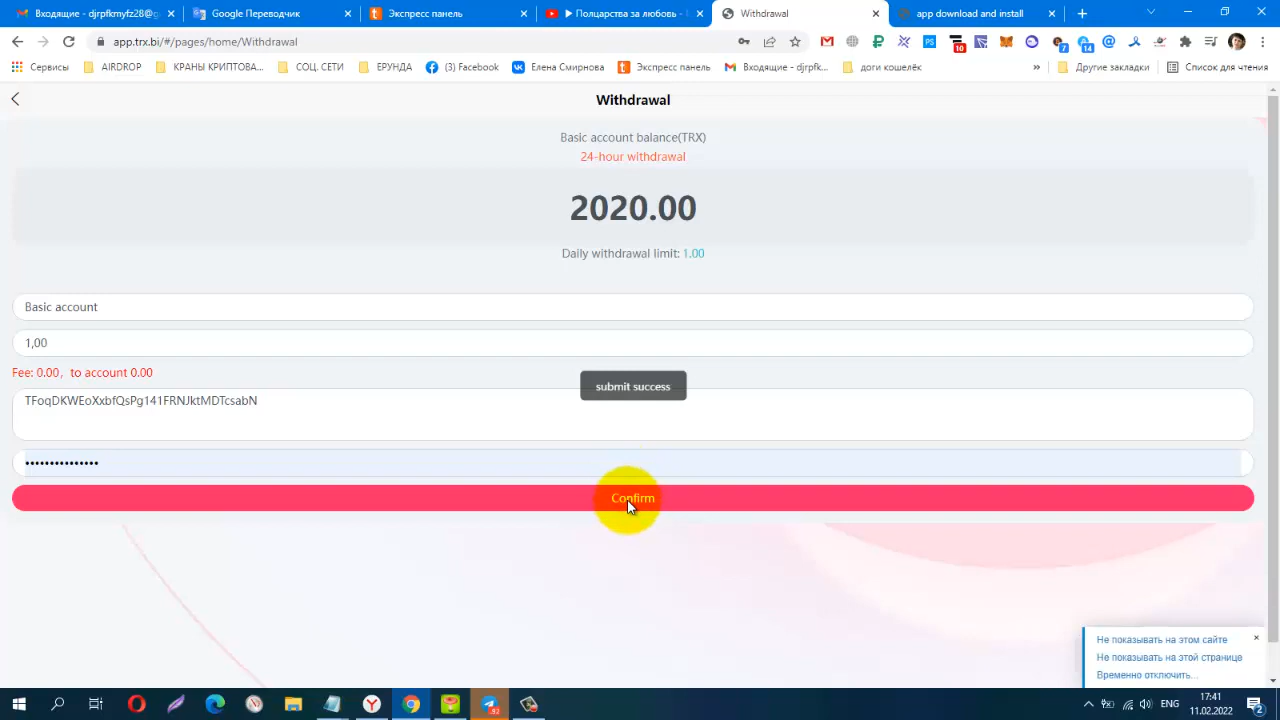 Входящие - djrpfkmyfz28@g
Google Переводчик
Экспресс панель
Полцарства за любовь -
Withdrawal
app download and install
app.trx.bi/#/pages/home/Withdrawal
Сервисы
AIRDROP
КРАНЫ КРИПТОВА...
СОЦ. СЕТИ
ЕРУНДА
(3) Facebook
Елена Смирнова
Экспресс панель
Входящие - djrpfk...
доги кошелёк
»
Другие закладки
Список для чтения
Withdrawal
Basic account balance(TRX)
24-hour withdrawal
2020.00
Daily withdrawal limit: 1.00
Basic account
1,00
Fee: 0.00，to account 0.00
submit success
TFoqDKWEoXxbfQsPg141FRNJktMDTcsabN
•••••••••••••••
Confirm
Не показывать на этом сайте
Не показывать на этой странице
Временно отключить...
92
ENG
17:41
11.02.2022
2